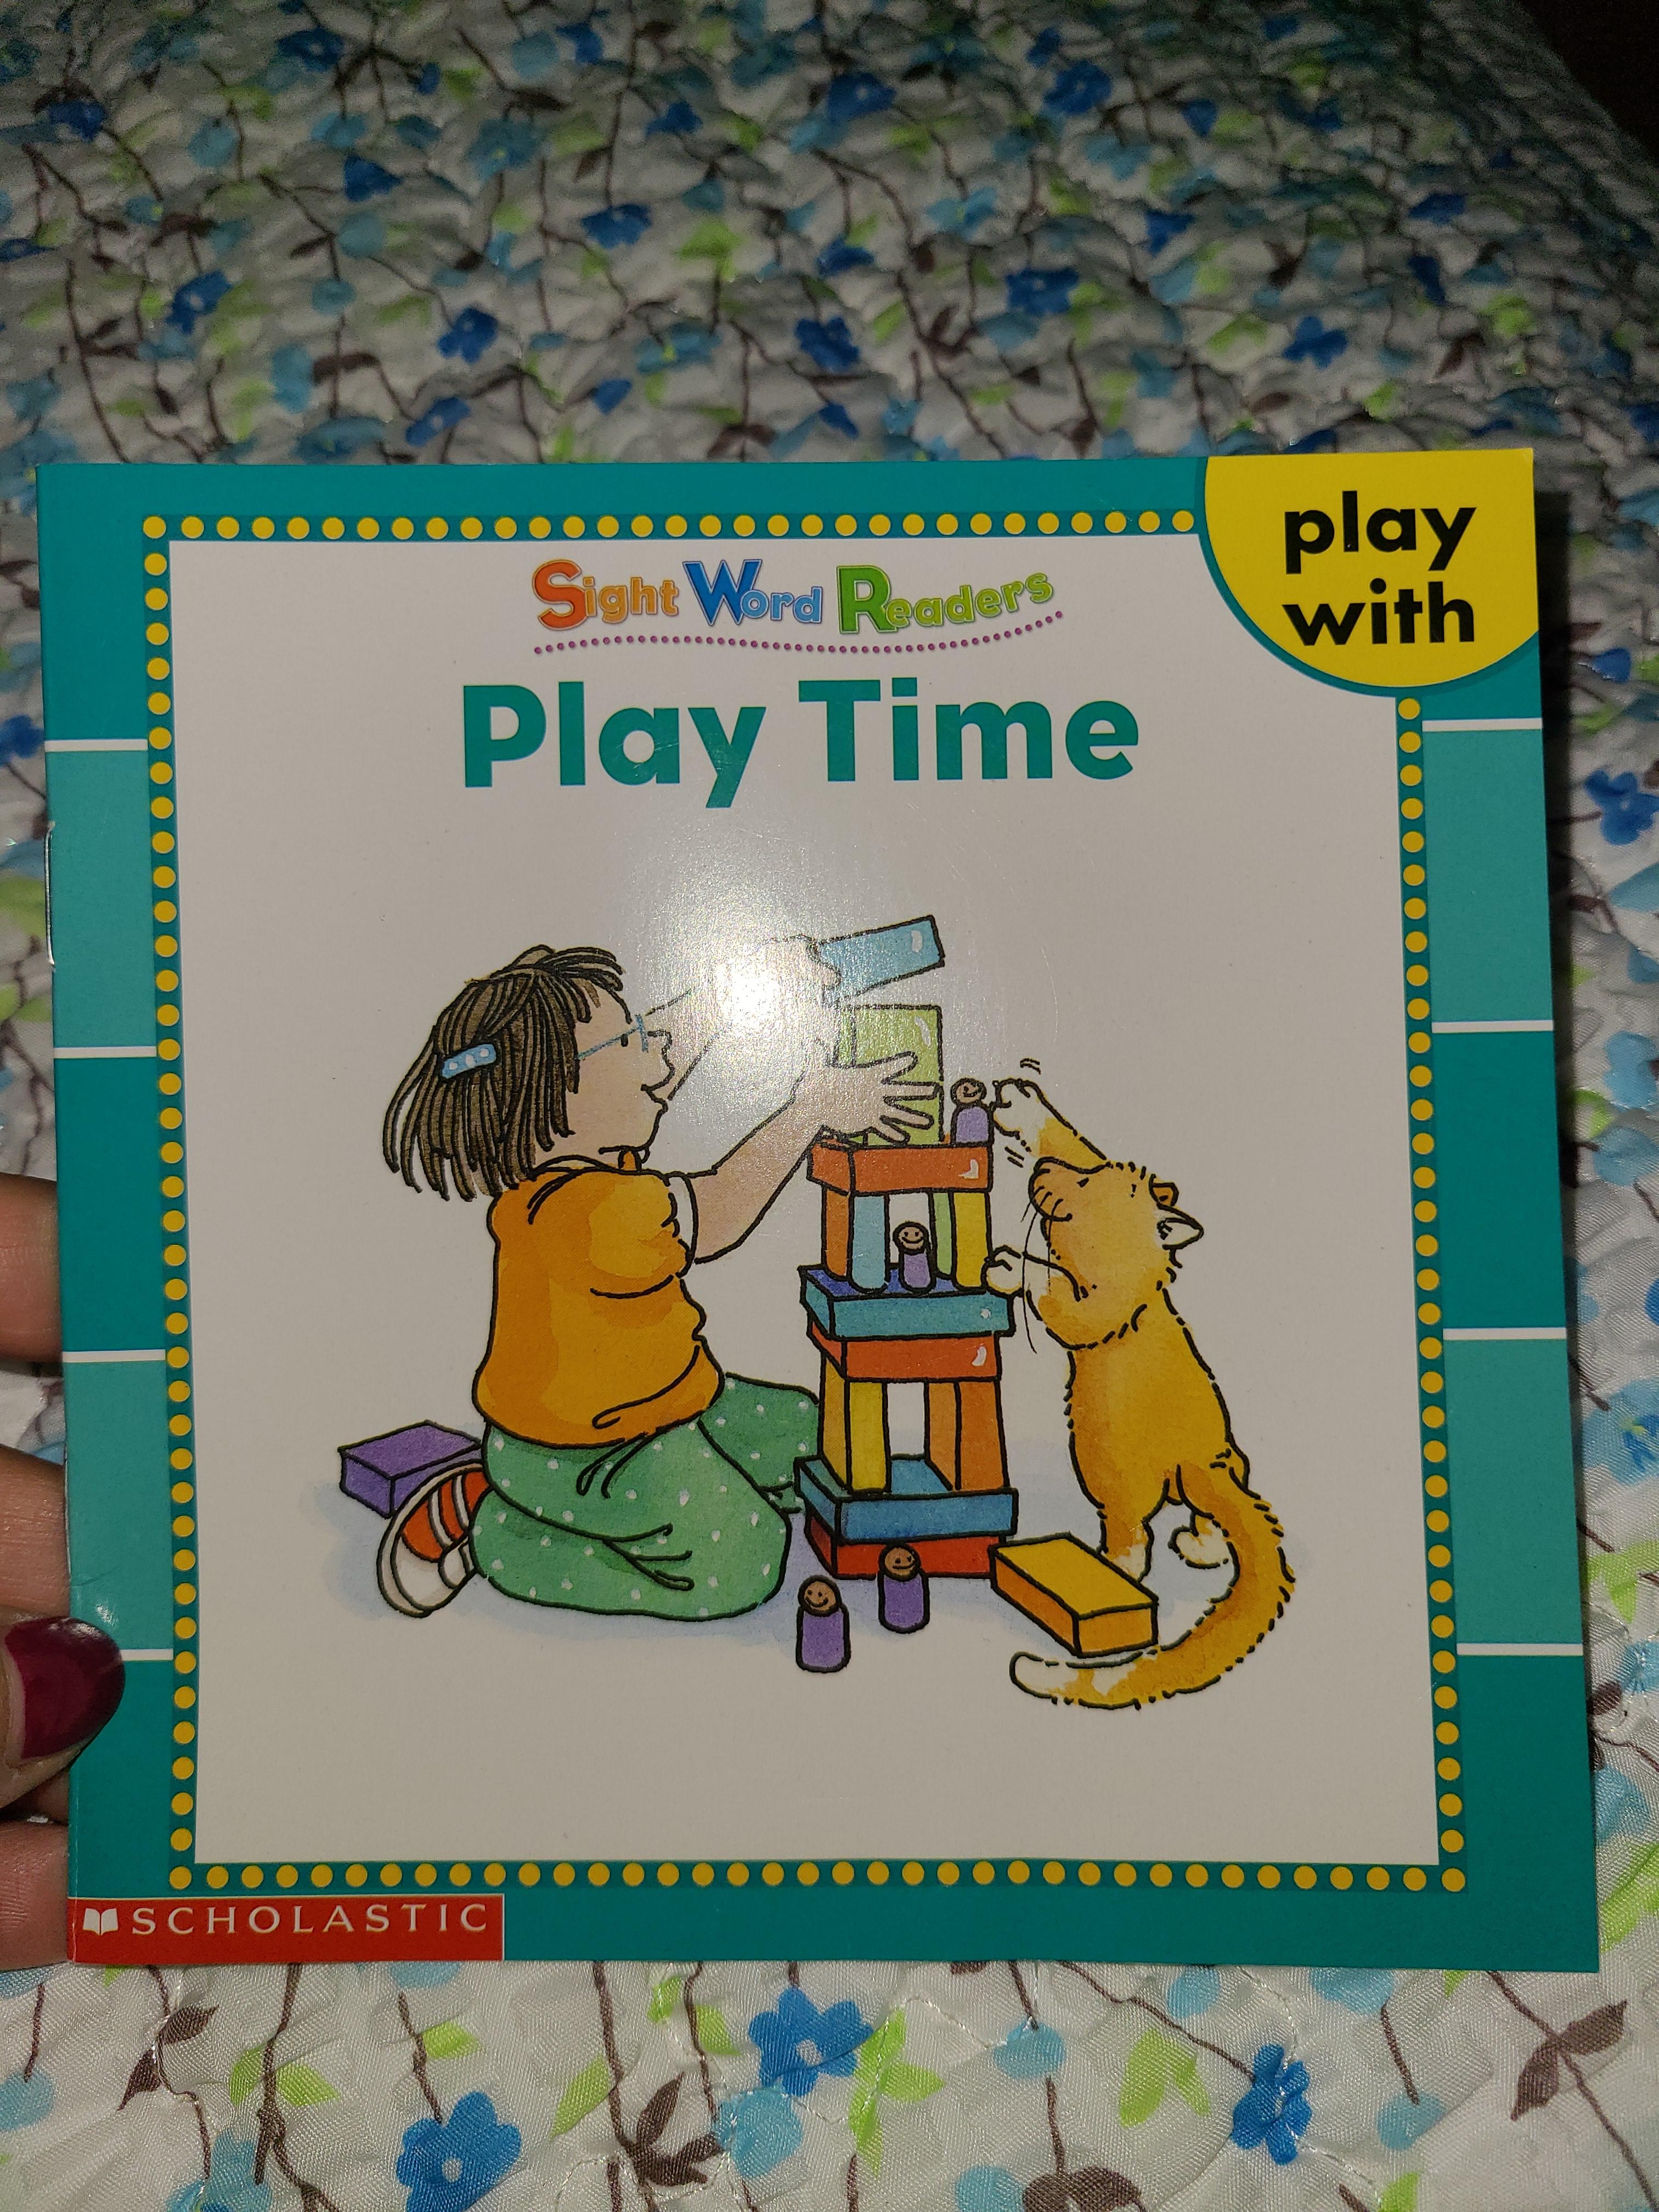 play
with
Sight Word Readers
Play Time
SCHOLASTIC